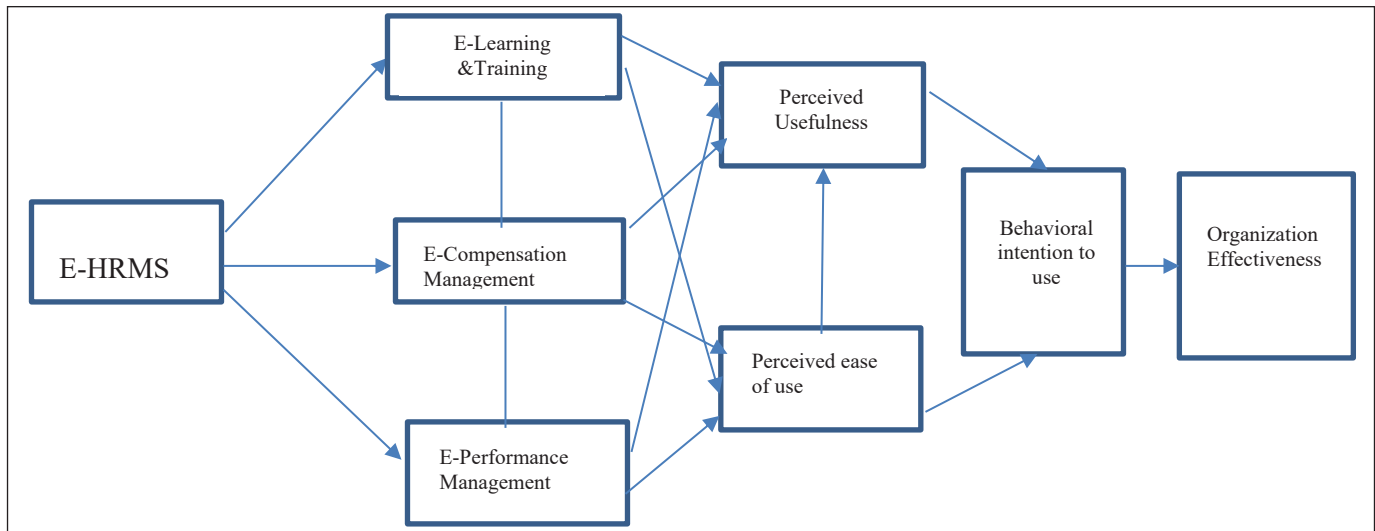 E-Learning
&Training
Perceived
Usefulness
E-HRMS
E-Compensation
Management
Behavioral
intention to
use
Organization
Effectiveness
Perceived ease
of use
E-Performance
Management